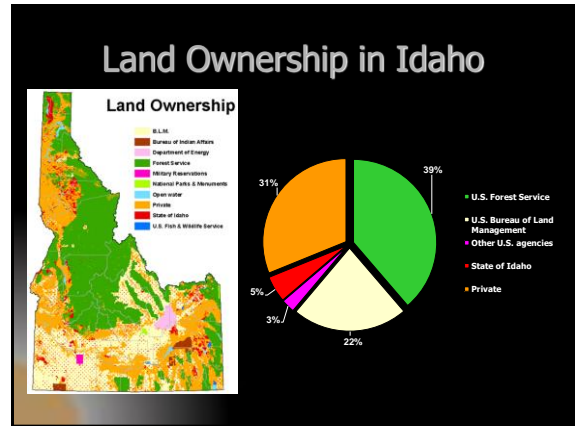 Land Ownership in Idaho
Land Ownership
B.L.M.
Bureau of Indian Affairs
Department of Energy
Forest Service
Military Reservations
National Parks & Monuments
Open water
Private
State of Idaho
U.S. Fish & Wildlife Service
39%
22%
3%
5%
31%
U.S. Forest Service
U.S. Bureau of Land
Management
Other U.S. agencies
State of Idaho
Private